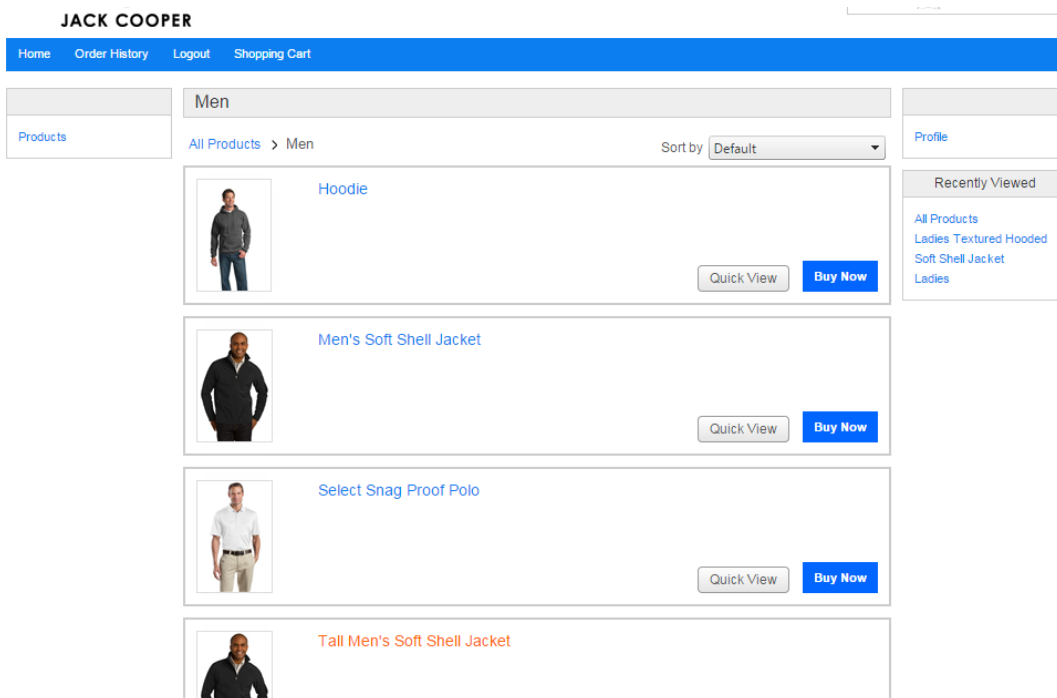 JACK COOPER
Home Order History Logout Shopping Cart
Products
Men
All Products > Men
Sort by Default
Hoodie
Quick View Buy Now
Men's Soft Shell Jacket
Quick View Buy Now
Select Snag Proof Polo
Quick View Buy Now
Tall Men's Soft Shell Jacket
Profile
Recently Viewed
All Products
Ladies Textured Hooded
Soft Shell Jacket
Ladies